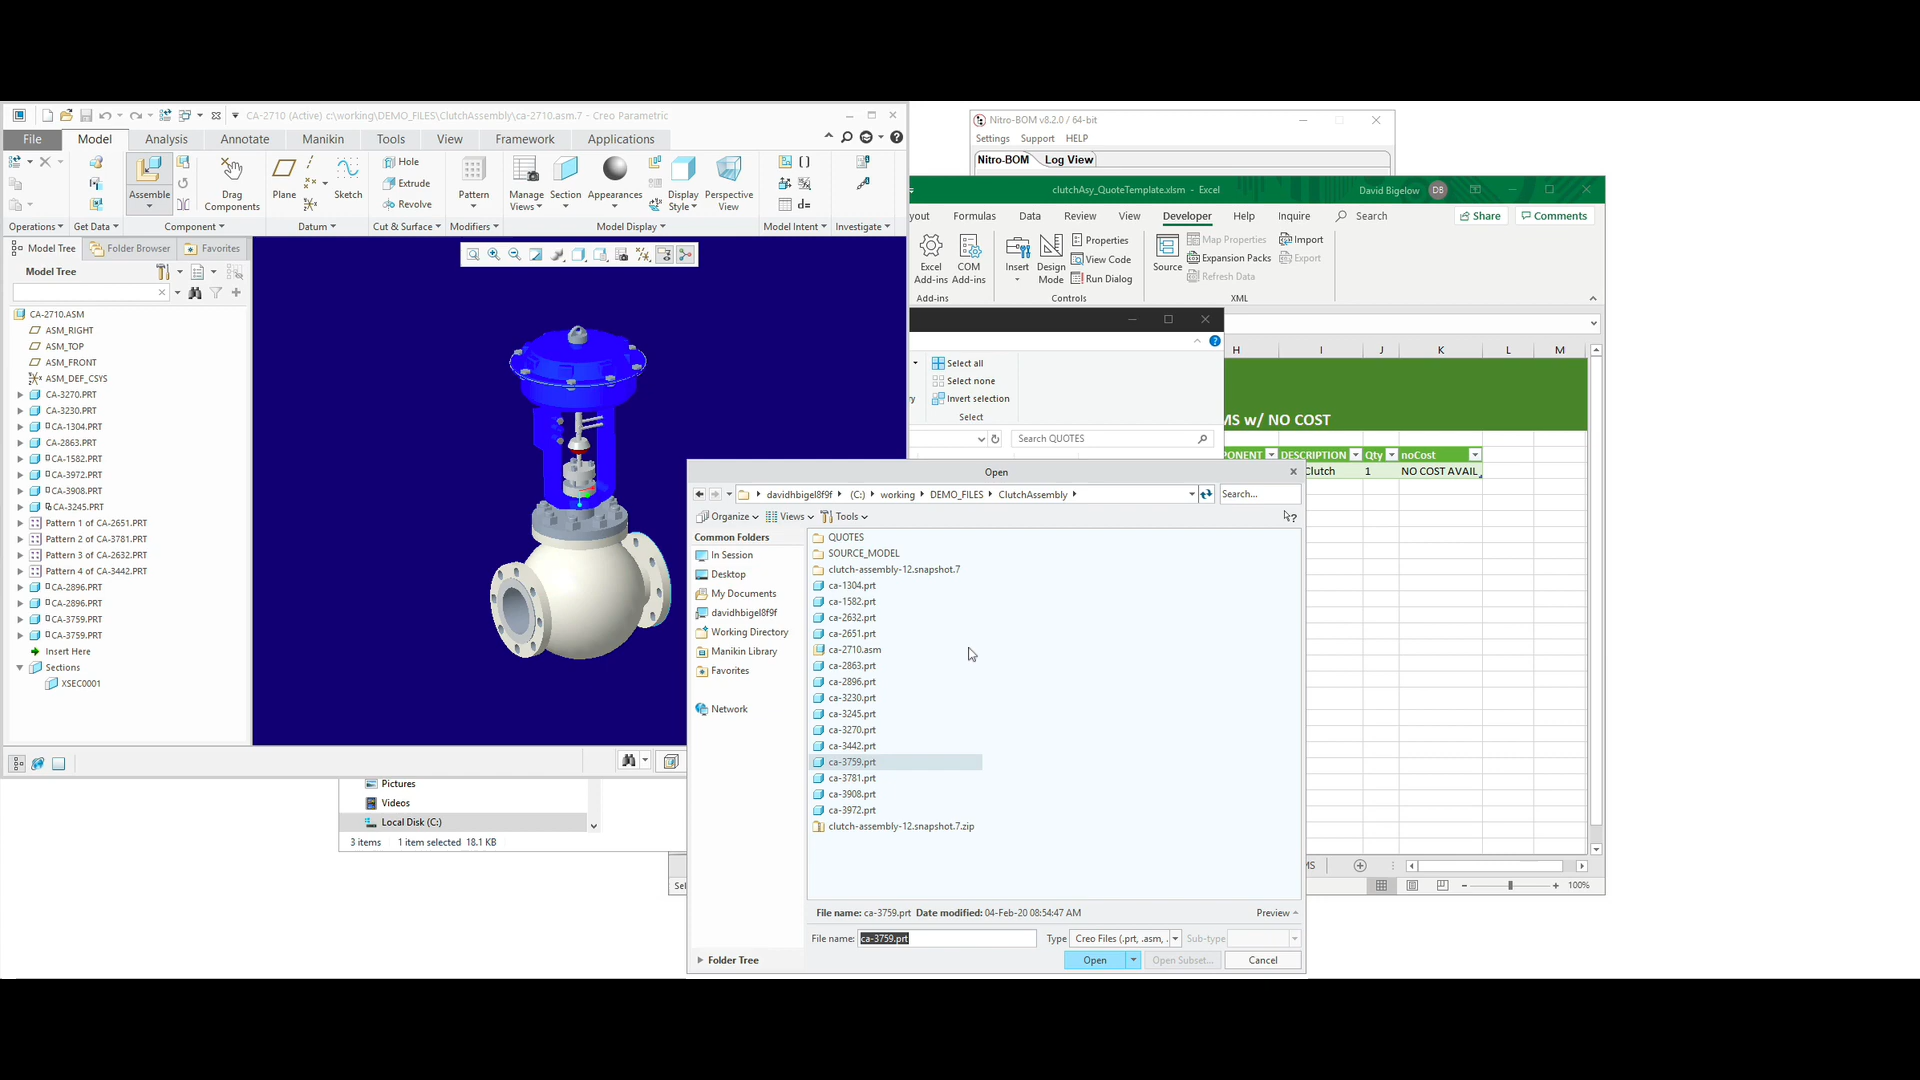 CA-2710 (Active) c:\working\DEMO_FILES\ClutchAssembly\ca-2710.asm.7 - Creo Parametric
File Model Analysis Annotate Manikin Tools View Framework Applications
Assemble
Drag Components
Plane
Sketch
Hole
Extrude
Revolve
Pattern
Manage Views
Section
Appearances
Display Style
Perspective View
Operations Get Data Component Datum Cut & Surface Modifiers Model Display Model Intent Investigate
Model Tree Folder Browser Favorites
Model Tree
CA-2710.ASM
ASM_RIGHT
ASM_TOP
ASM_FRONT
ASM_DEF_CSYS
CA-3270.PRT
CA-3230.PRT
CA-1304.PRT
CA-2863.PRT
CA-1582.PRT
CA-3972.PRT
CA-3908.PRT
CA-3245.PRT
Pattern 1 of CA-2651.PRT
Pattern 2 of CA-3781.PRT
Pattern 3 of CA-2632.PRT
Pattern 4 of CA-3442.PRT
CA-2896.PRT
CA-2896.PRT
CA-3759.PRT
CA-3759.PRT
Insert Here
Sections
XSEC0001
Pictures
Videos
Local Disk (C:)
3 items 1 item selected 18.1 KB
Nitro-BOM v8.2.0 / 64-bit
Settings Support HELP
Nitro-BOM Log View
clutchAsy_QuoteTemplate.xlsm - Excel
David Bigelow DB
yout Formulas Data Review View Developer Help Inquire Search Share Comments
Excel Add-ins
COM Add-ins
Insert
Design Mode
Properties
View Code
Run Dialog
Source
Map Properties
Expansion Packs
Refresh Data
Import
Export
Add-ins Controls XML
Select all
Select none
Invert selection
Select
ry
Search QUOTES
H I J K L M
MS w/ NO COST
PONENT DESCRIPTION Qty noCost
Clutch 1 NO COST AVAIL
MS
100%
Sel
Open
davidhbigel8f9f (C:) working DEMO_FILES ClutchAssembly
Search...
Organize Views Tools
Common Folders
In Session
Desktop
My Documents
davidhbigel8f9f
Working Directory
Manikin Library
Favorites
Network
QUOTES
SOURCE_MODEL
clutch-assembly-12.snapshot.7
ca-1304.prt
ca-1582.prt
ca-2632.prt
ca-2651.prt
ca-2710.asm
ca-2863.prt
ca-2896.prt
ca-3230.prt
ca-3245.prt
ca-3270.prt
ca-3442.prt
ca-3759.prt
ca-3781.prt
ca-3908.prt
ca-3972.prt
clutch-assembly-12.snapshot.7.zip
File name: ca-3759.prt Date modified: 04-Feb-20 08:54:47 AM Preview
File name: ca-3759.prt Type Creo Files (.prt, .asm, . Sub-type
Folder Tree Open Open Subset... Cancel